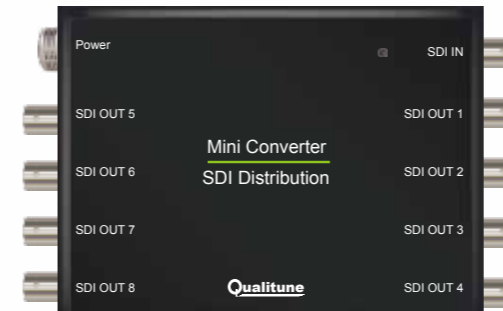 Power
SDI IN
SDI OUT 5
SDI OUT 1
Mini Converter
SDI OUT 6
SDI Distribution
SDI OUT 2
SDI OUT 7
SDI OUT 3
SDI OUT 8
Qualitune
SDI OUT 4